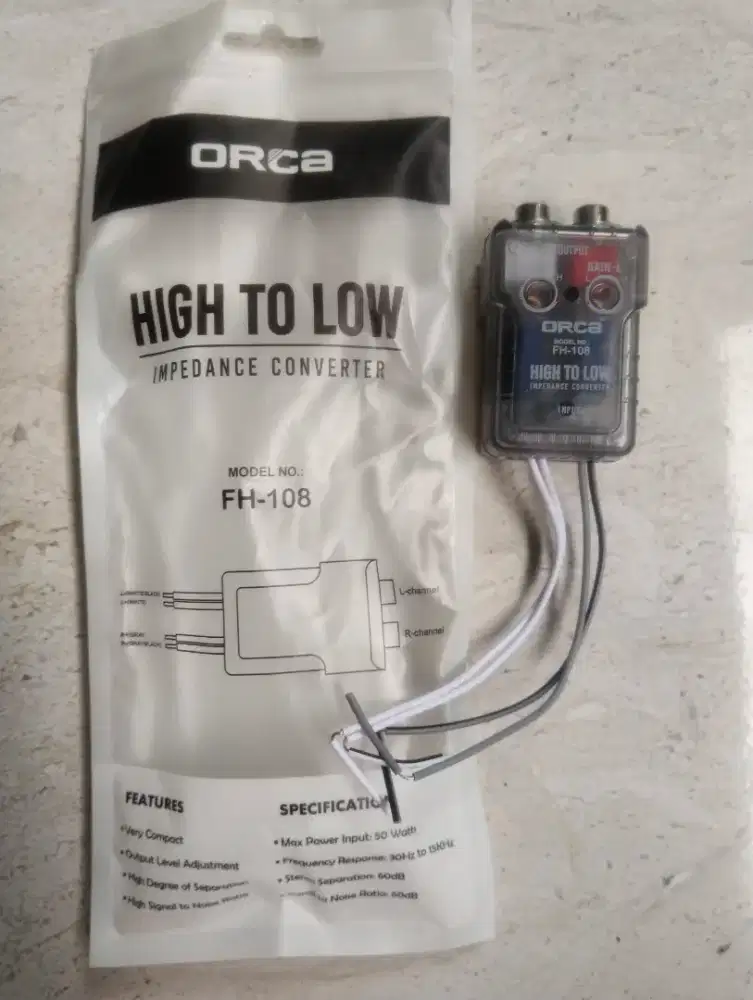 ORCA
HIGH TO LOW
IMPEDANCE CONVERTER
MODEL NO.:
FH-108
L-channel
R-channel
FEATURES
•Very Compact
•Output Level Adjustment
•High Degree of Separation
•High Signal to Noise Ratio
SPECIFICATIO
• Max Power Input: 50 Watt
• Frequency Response: 30Hz to 15KHz
• Stereo Separation: 60dB
to Noise Ratio: 60dB
OUTPUT
GAIN-L
ORCA
MODEL NO.
FH-108
HIGH TO LOW
IMPEDANCE CONVERTER
INPUT